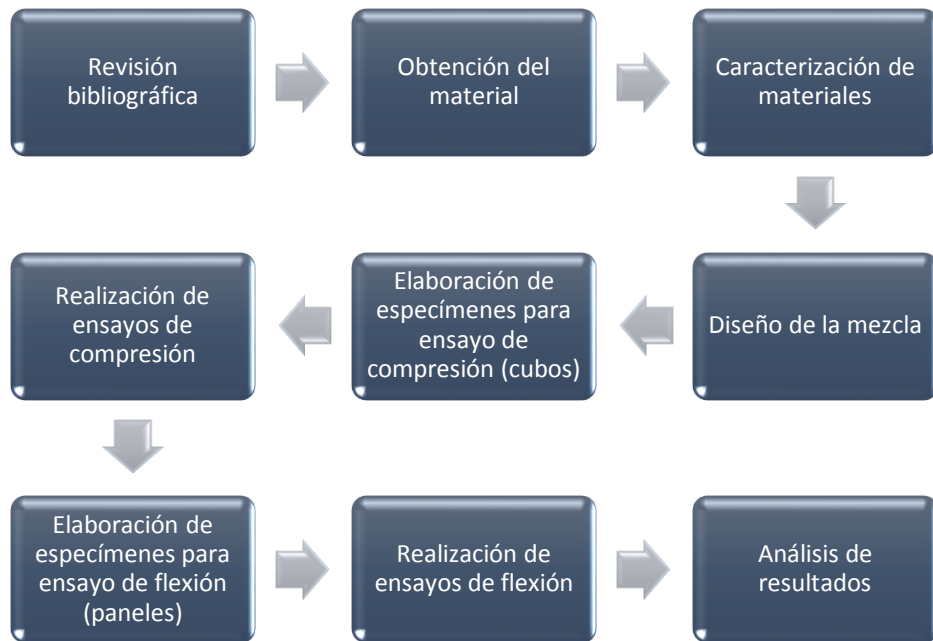 Revisión
bibliográfica
Obtención del
material
Caracterización de
materiales
Diseño de la mezcla
Elaboración de
especímenes para
ensayo de
compresión (cubos)
Realización de
ensayos de
compresión
Elaboración de
especímenes para
ensayo de flexión
(paneles)
Realización de
ensayos de flexión
Análisis de
resultados